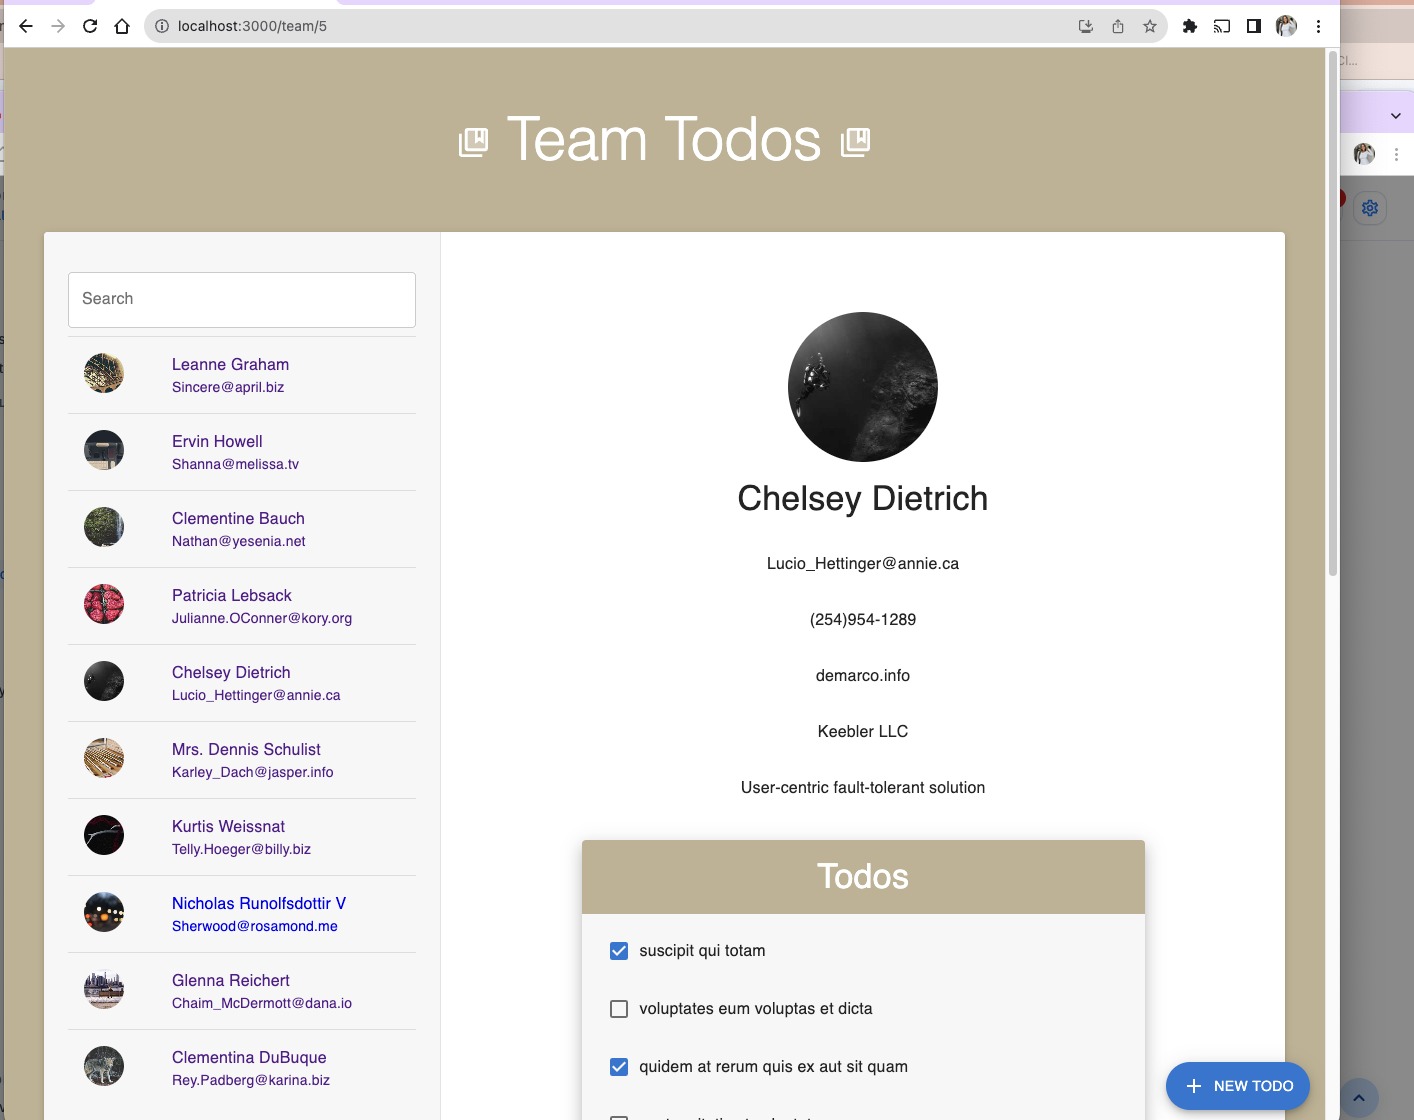 localhost:3000/team/5
Team Todos
Search
Leanne Graham
Sincere@april.biz
Ervin Howell
Shanna@melissa.tv
Clementine Bauch
Nathan@yesenia.net
Patricia Lebsack
Julianne.OConner@kory.org
Chelsey Dietrich
Lucio_Hettinger@annie.ca
Mrs. Dennis Schulist
Karley_Dach@jasper.info
Kurtis Weissnat
Telly.Hoeger@billy.biz
Nicholas Runolfsdottir V
Sherwood@rosamond.me
Glenna Reichert
Chaim_McDermott@dana.io
Clementina DuBuque
Rey.Padberg@karina.biz
Chelsey Dietrich
Lucio_Hettinger@annie.ca
(254)954-1289
demarco.info
Keebler LLC
User-centric fault-tolerant solution
Todos
suscipit qui totam
voluptates eum voluptas et dicta
quidem at rerum quis ex aut sit quam
NEW TODO